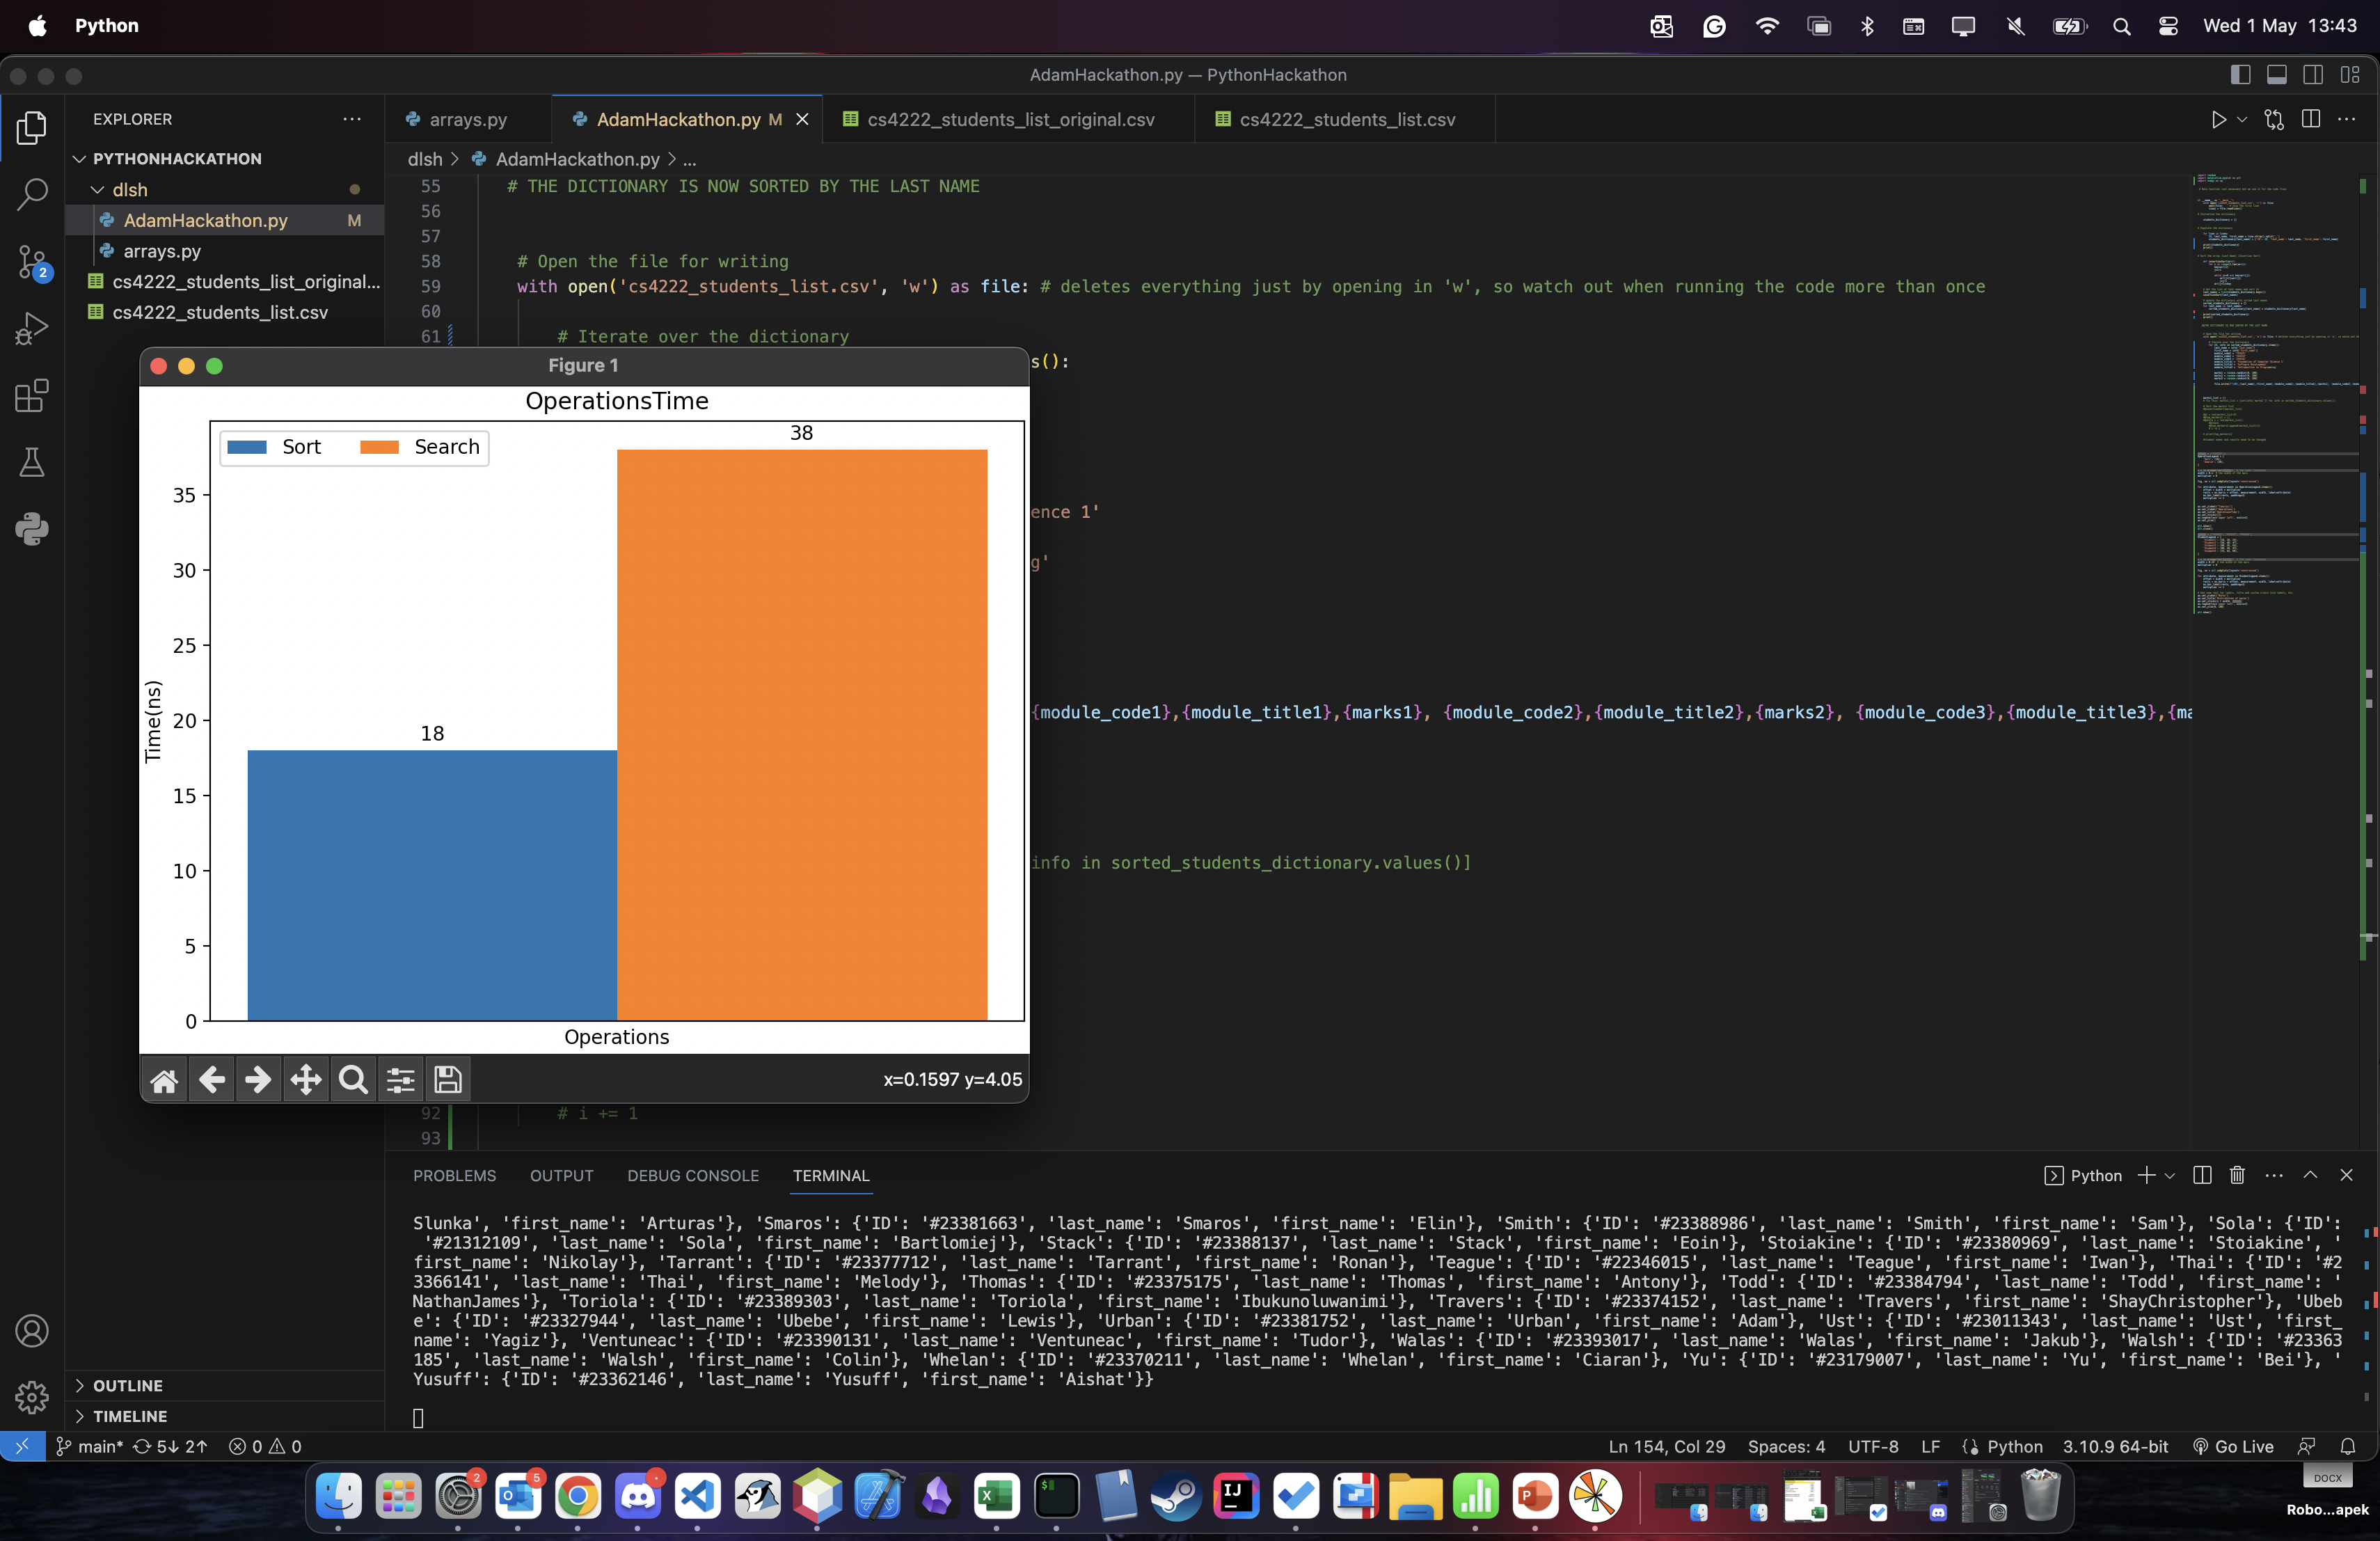 Python
Wed 1 May 13:43
AdamHackathon.py — PythonHackathon
EXPLORER
PYTHONHACKATHON
dlsh
AdamHackathon.py M
arrays.py
cs4222_students_list_original...
cs4222_students_list.csv
OUTLINE
TIMELINE
arrays.py
AdamHackathon.py M
cs4222_students_list_original.csv
cs4222_students_list.csv
dlsh > AdamHackathon.py > ...
55 # THE DICTIONARY IS NOW SORTED BY THE LAST NAME
56
57
58 # Open the file for writing
59 with open('cs4222_students_list.csv', 'w') as file: # deletes everything just by opening in 'w', so watch out when running the code more than once
60
61 # Iterate over the dictionary
s():
ence 1'
g'
{module_code1},{module_title1},{marks1}, {module_code2},{module_title2},{marks2}, {module_code3},{module_title3},{ma
info in sorted_students_dictionary.values()]
92 # i += 1
93
Figure 1
OperationsTime
Sort Search
38
18
35
30
25
20
15
10
5
0
Time(ns)
Operations
x=0.1597 y=4.05
PROBLEMS OUTPUT DEBUG CONSOLE TERMINAL
Python
Slunka', 'first_name': 'Arturas'}, 'Smaros': {'ID': '#23381663', 'last_name': 'Smaros', 'first_name': 'Elin'}, 'Smith': {'ID': '#23388986', 'last_name': 'Smith', 'first_name': 'Sam'}, 'Sola': {'ID':
'#21312109', 'last_name': 'Sola', 'first_name': 'Bartlomiej'}, 'Stack': {'ID': '#23388137', 'last_name': 'Stack', 'first_name': 'Eoin'}, 'Stoiakine': {'ID': '#23380969', 'last_name': 'Stoiakine', '
first_name': 'Nikolay'}, 'Tarrant': {'ID': '#23377712', 'last_name': 'Tarrant', 'first_name': 'Ronan'}, 'Teague': {'ID': '#22346015', 'last_name': 'Teague', 'first_name': 'Iwan'}, 'Thai': {'ID': '#2
3366141', 'last_name': 'Thai', 'first_name': 'Melody'}, 'Thomas': {'ID': '#23375175', 'last_name': 'Thomas', 'first_name': 'Antony'}, 'Todd': {'ID': '#23384794', 'last_name': 'Todd', 'first_name': '
NathanJames'}, 'Toriola': {'ID': '#23389303', 'last_name': 'Toriola', 'first_name': 'Ibukunoluwanimi'}, 'Travers': {'ID': '#23374152', 'last_name': 'Travers', 'first_name': 'ShayChristopher'}, 'Ubeb
e': {'ID': '#23327944', 'last_name': 'Ubebe', 'first_name': 'Lewis'}, 'Urban': {'ID': '#23381752', 'last_name': 'Urban', 'first_name': 'Adam'}, 'Ust': {'ID': '#23011343', 'last_name': 'Ust', 'first_
name': 'Yagiz'}, 'Ventuneac': {'ID': '#23390131', 'last_name': 'Ventuneac', 'first_name': 'Tudor'}, 'Walas': {'ID': '#23393017', 'last_name': 'Walas', 'first_name': 'Jakub'}, 'Walsh': {'ID': '#23363
185', 'last_name': 'Walsh', 'first_name': 'Colin'}, 'Whelan': {'ID': '#23370211', 'last_name': 'Whelan', 'first_name': 'Ciaran'}, 'Yu': {'ID': '#23179007', 'last_name': 'Yu', 'first_name': 'Bei'}, '
Yusuff': {'ID': '#23362146', 'last_name': 'Yusuff', 'first_name': 'Aishat'}}
main* 5↓ 2↑ 0 0
Ln 154, Col 29 Spaces: 4 UTF-8 LF Python 3.10.9 64-bit Go Live
2
2
5
IJ
X
P
DOCX
Robo...apek